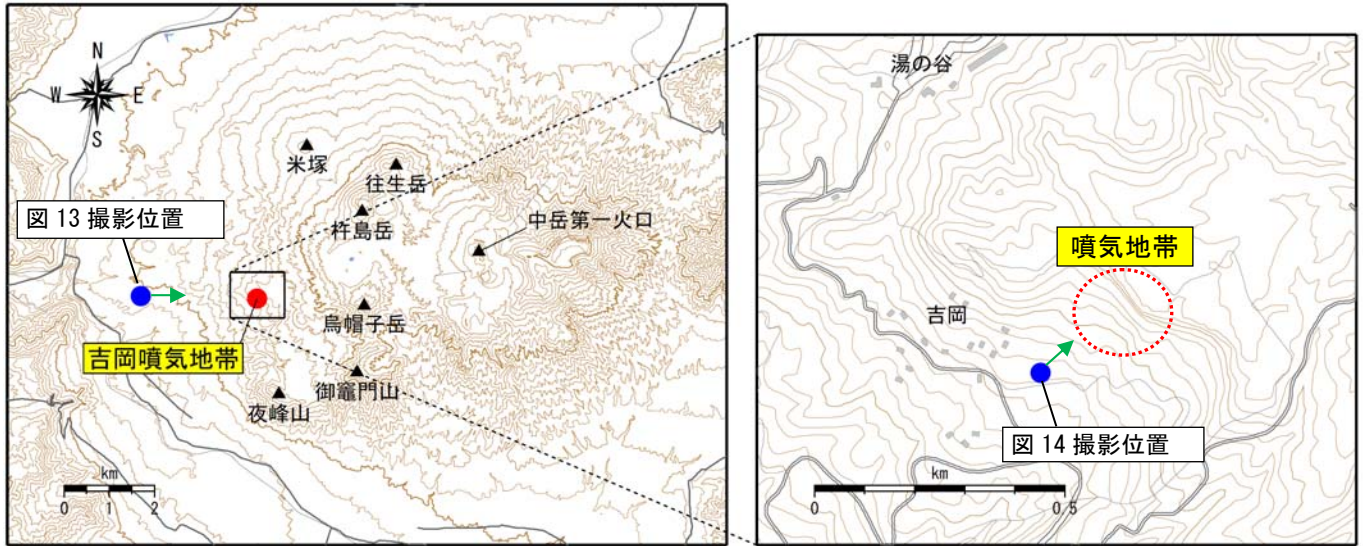 N
W
E
S
米塚
往生岳
杵島岳
中岳第一火口
図 13 撮影位置
烏帽子岳
吉岡噴気地帯
御竈門山
夜峰山
km
0
1
2
湯の谷
噴気地帯
吉岡
図 14 撮影位置
km
0
0.5